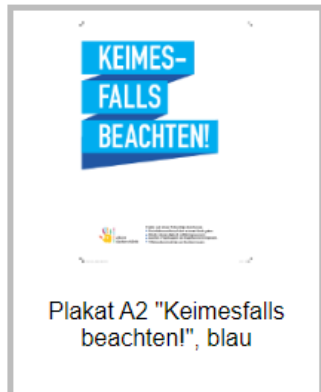 KEIMES-
FALLS
BEACHTEN!
Plakat A2 "Keimesfalls
beachten!", blau